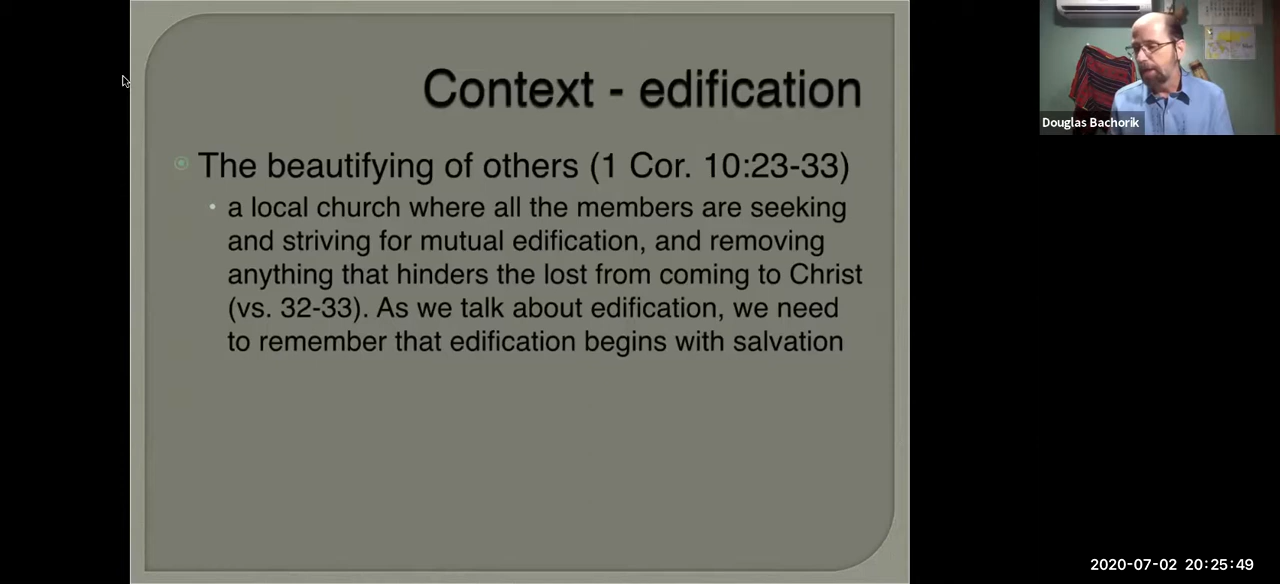 Context - edification
The beautifying of others (1 Cor. 10:23-33)
a local church where all the members are seeking
and striving for mutual edification, and removing
anything that hinders the lost from coming to Christ
(vs. 32-33). As we talk about edification, we need
to remember that edification begins with salvation
Douglas Bachorik
2020-07-02 20:25:49